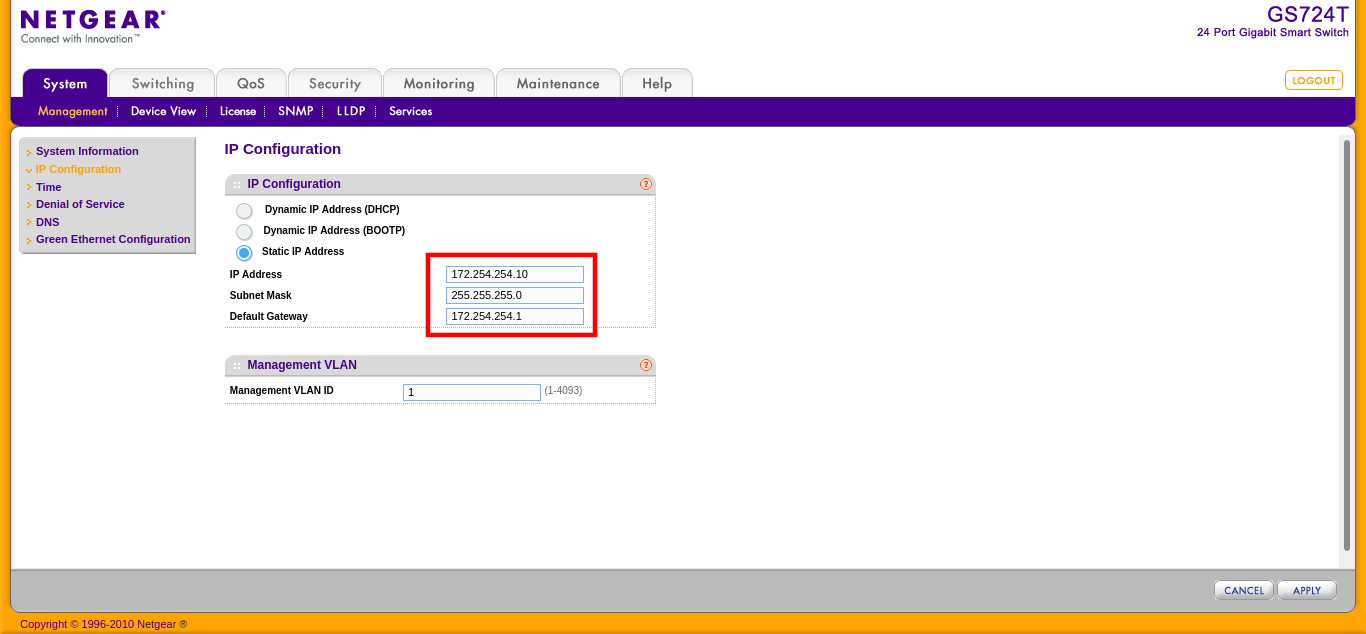 NETGEAR®
Connect with Innovation™
GS724T
24 Port Gigabit Smart Switch
System Switching QoS Security Monitoring Maintenance Help
LOGOUT
Management Device View License SNMP LLDP Services
System Information
IP Configuration
Time
Denial of Service
DNS
Green Ethernet Configuration
IP Configuration
IP Configuration ?
Dynamic IP Address (DHCP)
Dynamic IP Address (BOOTP)
Static IP Address
IP Address 172.254.254.10
Subnet Mask 255.255.255.0
Default Gateway 172.254.254.1
Management VLAN ?
Management VLAN ID 1 (1-4093)
CANCEL APPLY
Copyright © 1996-2010 Netgear ®